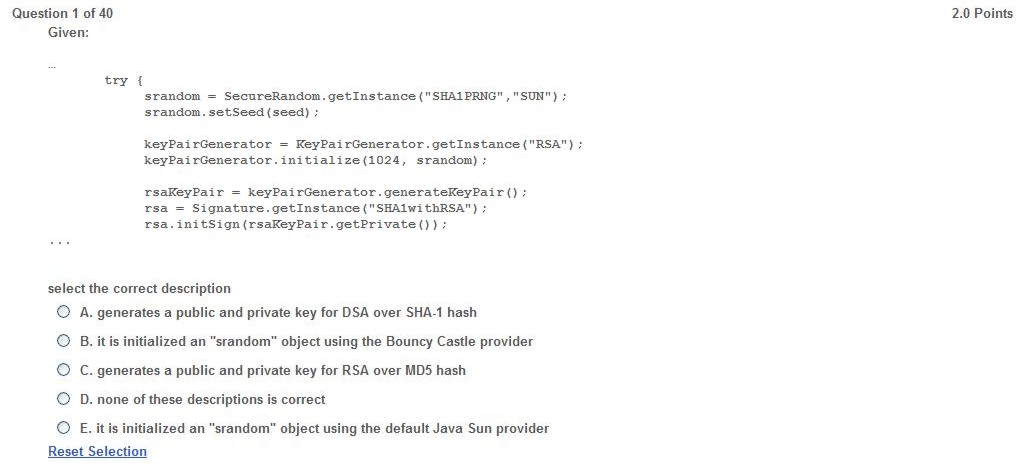 Question 1 of 40 2.0 Points
Given:
...
try {
srandom = SecureRandom.getInstance("SHA1PRNG","SUN");
srandom.setSeed(seed);
keyPairGenerator = KeyPairGenerator.getInstance("RSA");
keyPairGenerator.initialize(1024, srandom);
rsaKeyPair = keyPairGenerator.generateKeyPair();
rsa = Signature.getInstance("SHA1withRSA");
rsa.initSign(rsaKeyPair.getPrivate());
...
select the correct description
A. generates a public and private key for DSA over SHA-1 hash
B. it is initialized an "srandom" object using the Bouncy Castle provider
C. generates a public and private key for RSA over MD5 hash
D. none of these descriptions is correct
E. it is initialized an "srandom" object using the default Java Sun provider
Reset Selection